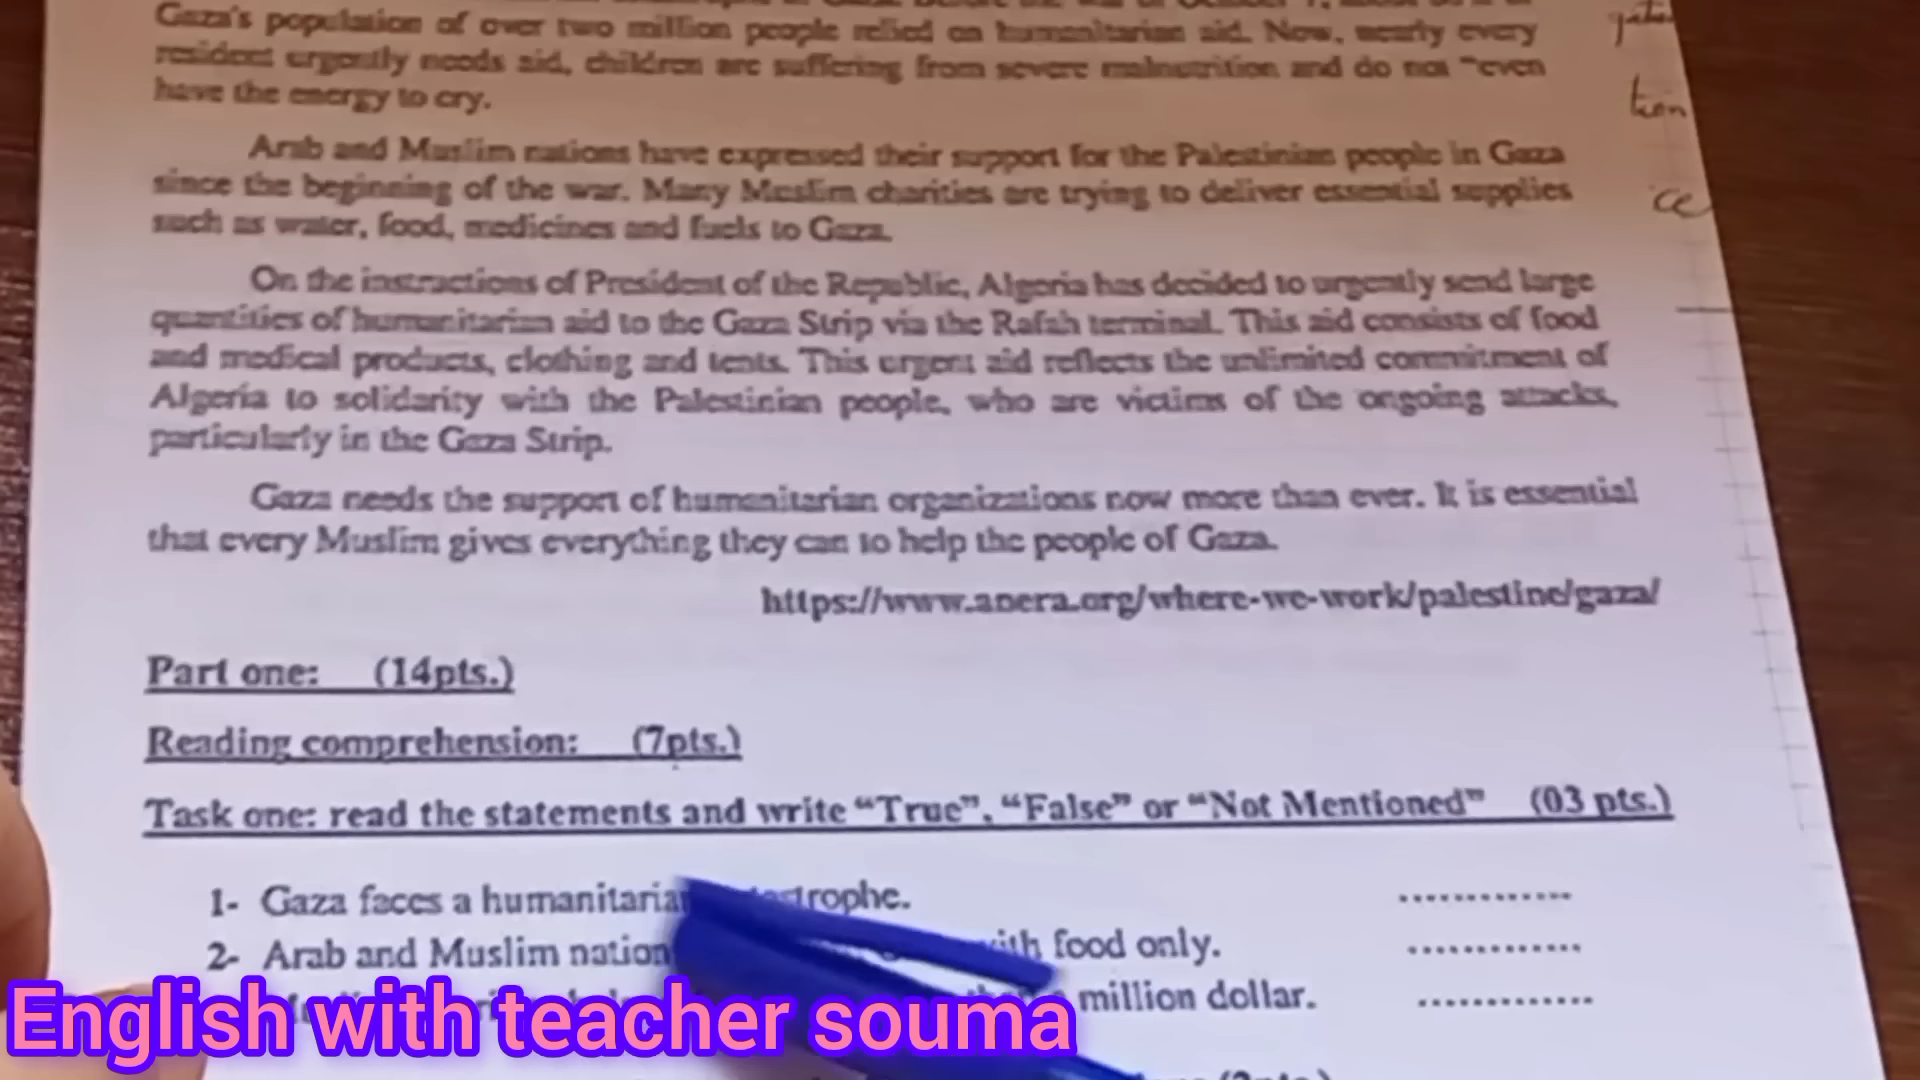 Gaza's population of over two million people relied on humanitarian aid. Now, nearly every
resident urgently needs aid, children are suffering from severe malnutrition and do not "even
have the energy to cry.
Arab and Muslim nations have expressed their support for the Palestinian people in Gaza
since the beginning of the war. Many Muslim charities are trying to deliver essential supplies
such as water, food, medicines and fuels to Gaza.
On the instructions of President of the Republic, Algeria has decided to urgently send large
quantities of humanitarian aid to the Gaza Strip via the Rafah terminal. This aid consists of food
and medical products, clothing and tents. This urgent aid reflects the unlimited commitment of
Algeria to solidarity with the Palestinian people, who are victims of the ongoing attacks,
particularly in the Gaza Strip.
Gaza needs the support of humanitarian organizations now more than ever. It is essential
that every Muslim gives everything they can to help the people of Gaza.
https://www.anera.org/where-we-work/palestine/gaza/
Part one: (14pts.)
Reading comprehension: (7pts.)
Task one: read the statements and write "True", "False" or "Not Mentioned" (03 pts.)
1- Gaza faces a humanitarian catastrophe. .............
2- Arab and Muslim nation with food only. .............
million dollar. .............
English with teacher souma
tion
ce